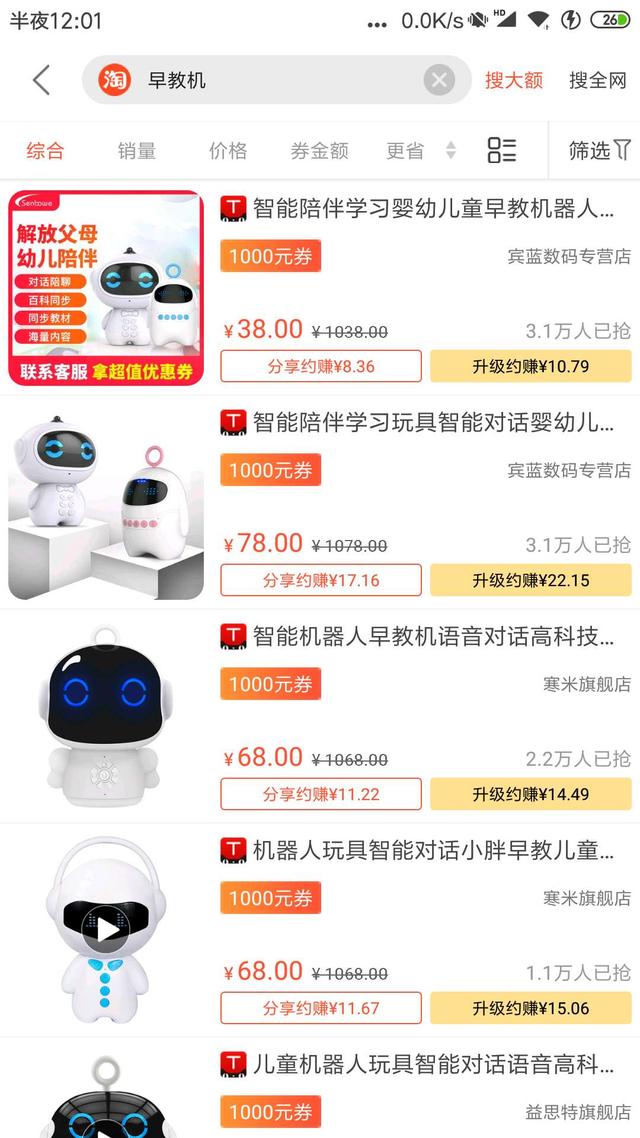 半夜12:01
... 0.0K/s HD 26
淘 早教机 搜大额 搜全网
综合 销量 价格 券金额 更省 筛选
Senbowe
解放父母
幼儿陪伴
对话陪聊
百科同步
同步教材
海量内容
联系客服 拿超值优惠券
T 智能陪伴学习婴幼儿童早教机器人...
1000元券 宾蓝数码专营店
¥38.00 ¥1038.00 3.1万人已抢
分享约赚¥8.36 升级约赚¥10.79
T 智能陪伴学习玩具智能对话婴幼儿...
1000元券 宾蓝数码专营店
¥78.00 ¥1078.00 3.1万人已抢
分享约赚¥17.16 升级约赚¥22.15
T 智能机器人早教机语音对话高科技...
1000元券 寒米旗舰店
¥68.00 ¥1068.00 2.2万人已抢
分享约赚¥11.22 升级约赚¥14.49
T 机器人玩具智能对话小胖早教儿童...
1000元券 寒米旗舰店
¥68.00 ¥1068.00 1.1万人已抢
分享约赚¥11.67 升级约赚¥15.06
T 儿童机器人玩具智能对话语音高科...
1000元券 益思特旗舰店